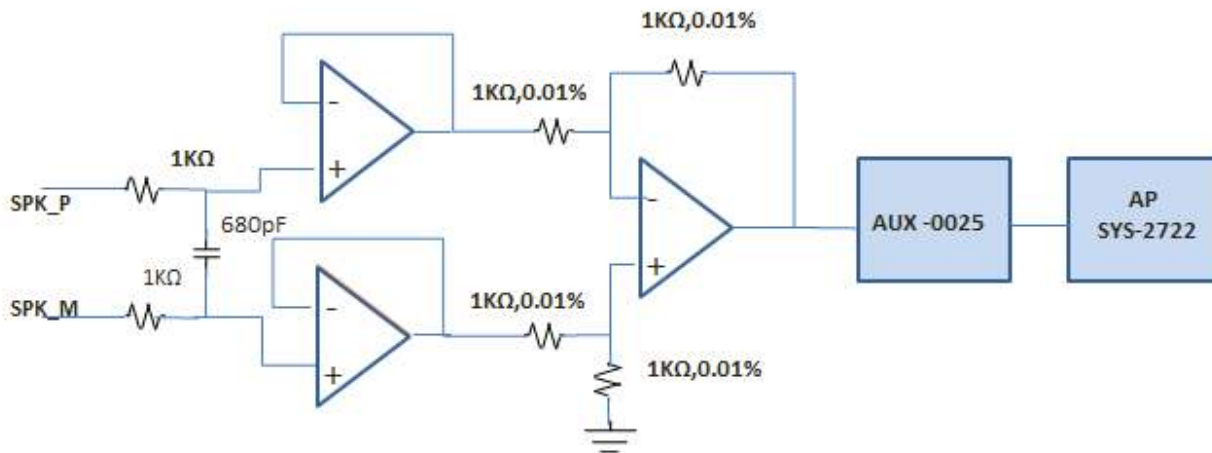 1KΩ,0.01%
1KΩ,0.01%
-
+
1KΩ
SPK_P
680pF
-
+
AUX -0025
AP
SYS-2722
1KΩ
SPK_M
1KΩ,0.01%
-
+
1KΩ,0.01%